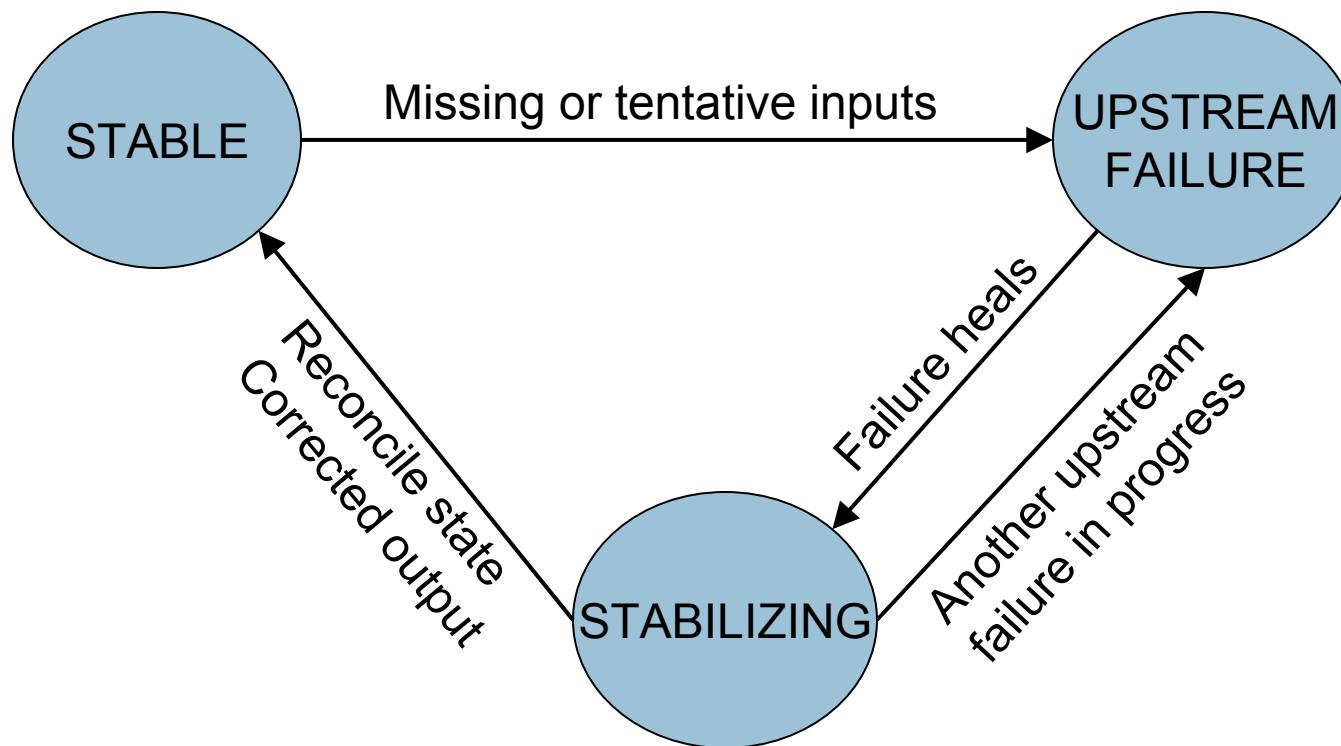 STABLE
Missing or tentative inputs
UPSTREAM
FAILURE
Failure heals
Another upstream
failure in progress
Reconcile state
Corrected output
STABILIZING